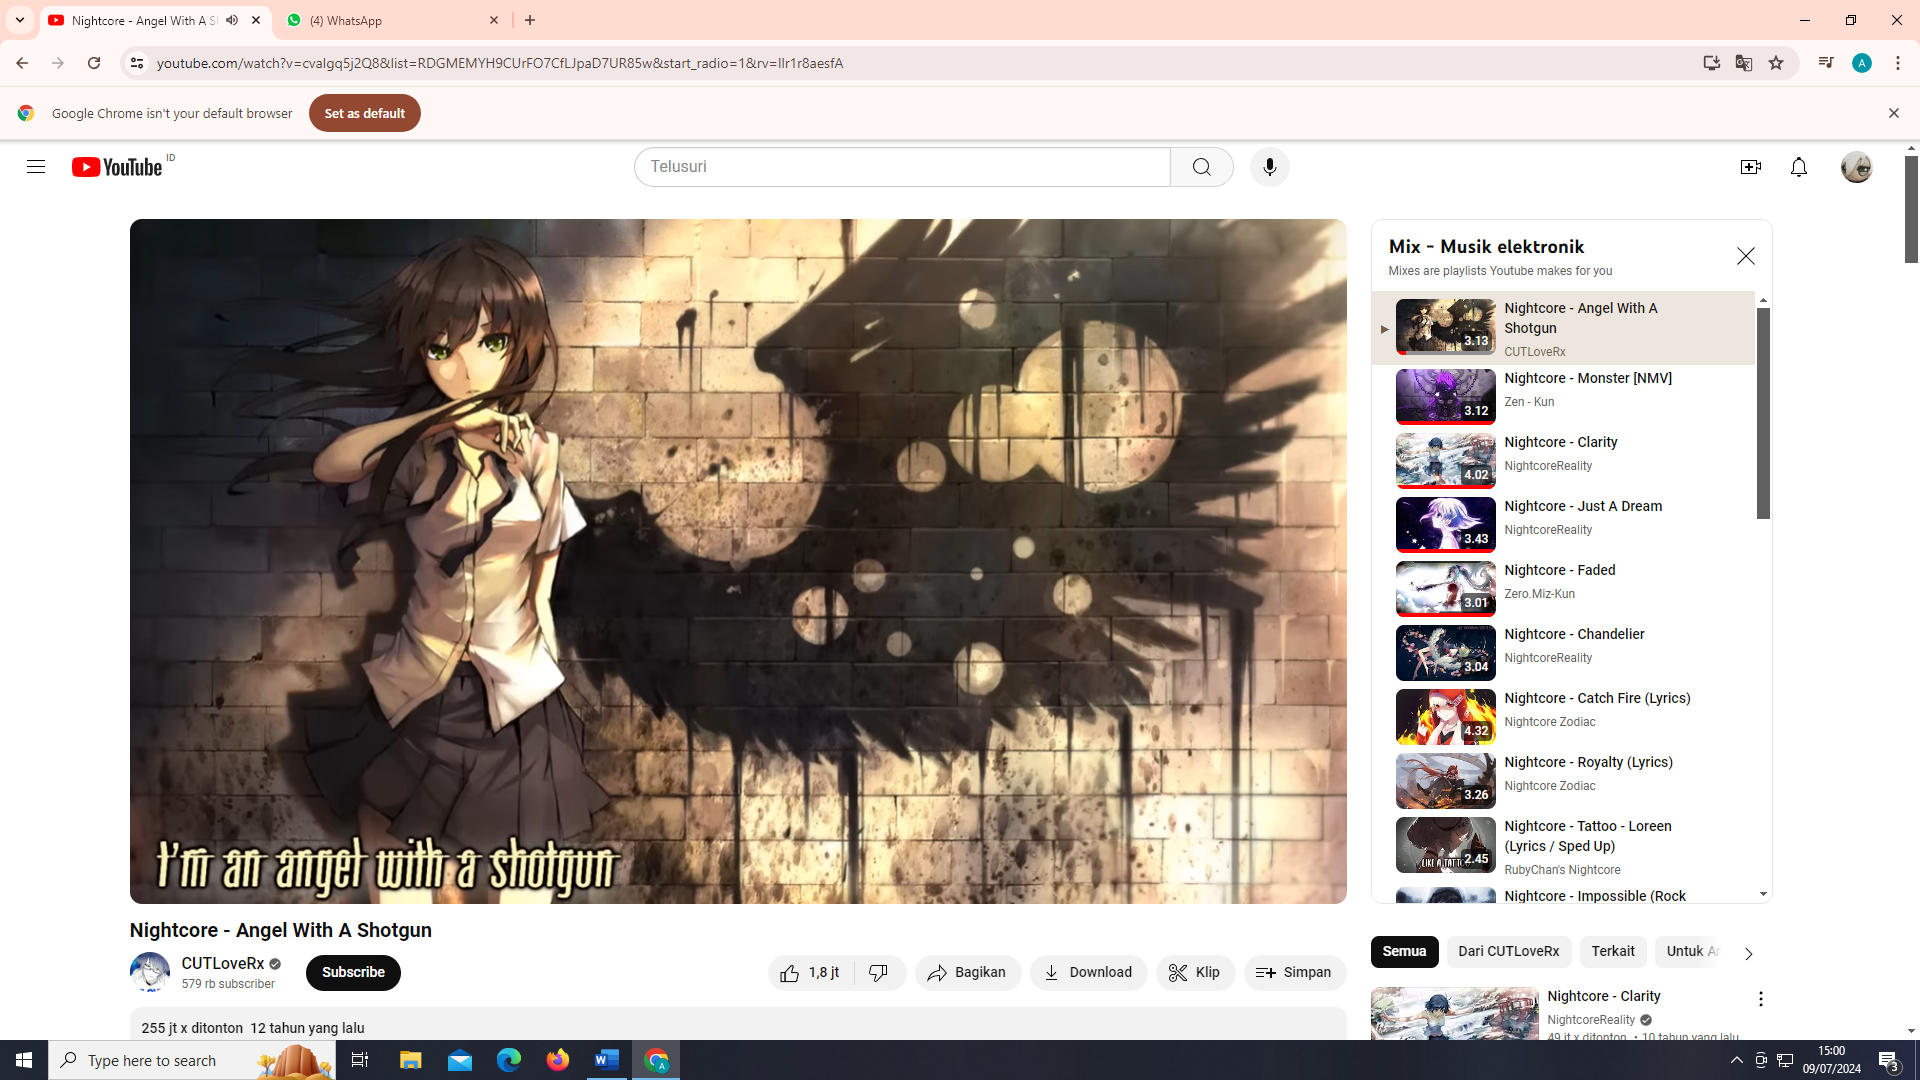 Nightcore - Angel With A S
(4) WhatsApp
youtube.com/watch?v=cvaIgq5j2Q8&list=RDGMEMYH9CUrFO7CfLJpaD7UR85w&start_radio=1&rv=lIr1r8aesfA
A
Google Chrome isn't your default browser
Set as default
YouTube ID
Telusuri
I'm an angel with a shotgun
Nightcore - Angel With A Shotgun
CUTLoveRx
579 rb subscriber
Subscribe
1,8 jt
Bagikan
Download
Klip
Simpan
255 jt x ditonton 12 tahun yang lalu
Mix - Musik elektronik
Mixes are playlists Youtube makes for you
3.13
Nightcore - Angel With A
Shotgun
CUTLoveRx
3.12
Nightcore - Monster [NMV]
Zen - Kun
4.02
Nightcore - Clarity
NightcoreReality
3.43
Nightcore - Just A Dream
NightcoreReality
3.01
Nightcore - Faded
Zero.Miz-Kun
3.04
Nightcore - Chandelier
NightcoreReality
4.32
Nightcore - Catch Fire (Lyrics)
Nightcore Zodiac
3.26
Nightcore - Royalty (Lyrics)
Nightcore Zodiac
LIKE A TATT
2.45
Nightcore - Tattoo - Loreen
(Lyrics / Sped Up)
RubyChan's Nightcore
Nightcore - Impossible (Rock
Semua
Dari CUTLoveRx
Terkait
Untuk An
Nightcore - Clarity
NightcoreReality
49 jt x ditonton • 10 tahun yang lalu
Type here to search
W
A
15:00
09/07/2024
3